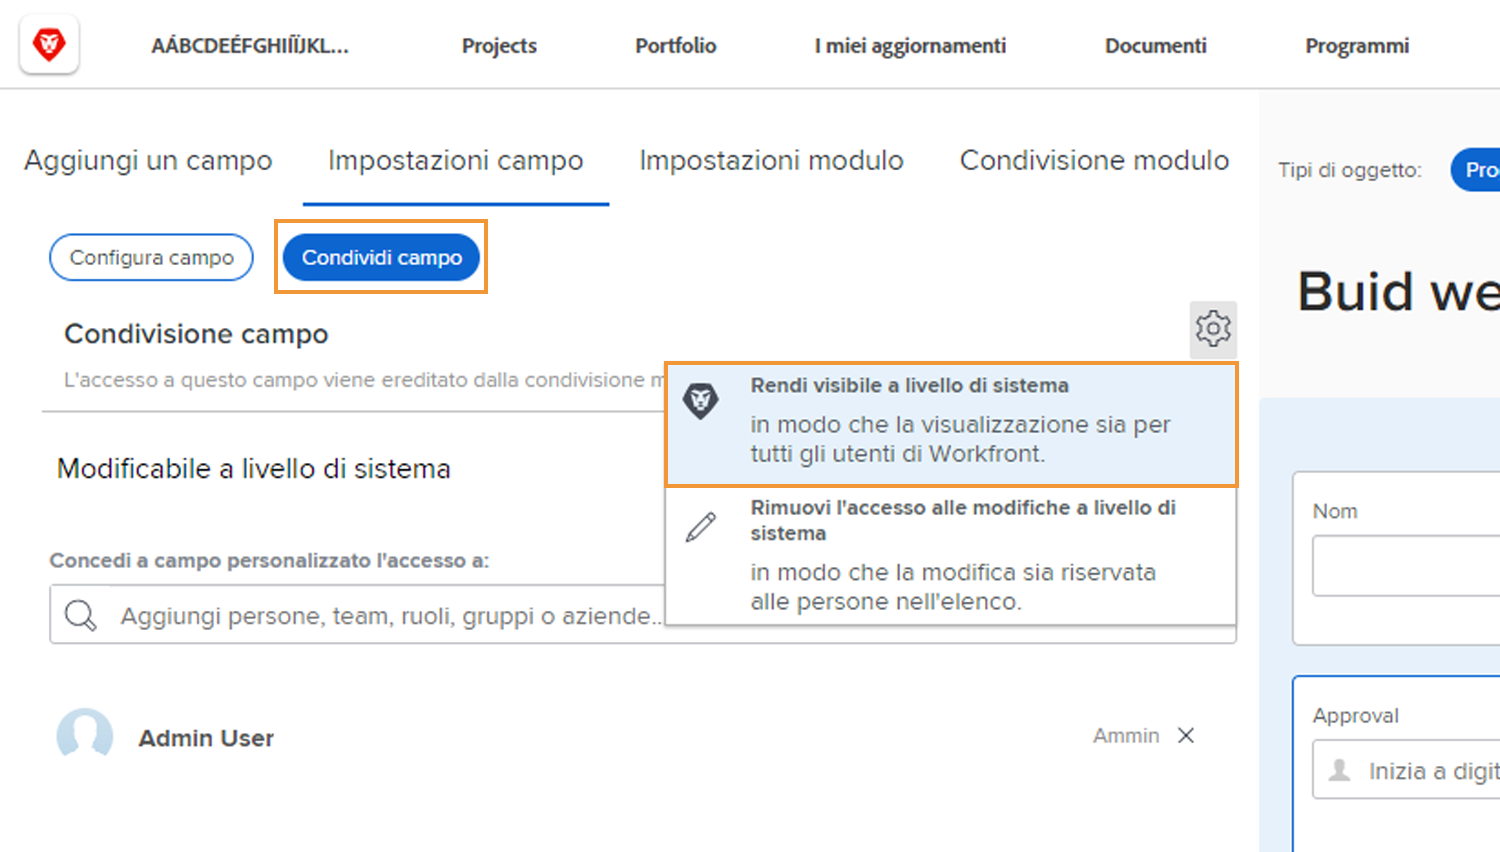 AÁBCDEÉFGHIÍÏJKL...
Projects
Portfolio
I miei aggiornamenti
Documenti
Programmi
Aggiungi un campo
Impostazioni campo
Impostazioni modulo
Condivisione modulo
Tipi di oggetto:
Pro
Configura campo
Condividi campo
Buid we
Condivisione campo
L'accesso a questo campo viene ereditato dalla condivisione m
Rendi visibile a livello di sistema
in modo che la visualizzazione sia per
tutti gli utenti di Workfront.
Modificabile a livello di sistema
Rimuovi l'accesso alle modifiche a livello di
sistema
in modo che la modifica sia riservata
alle persone nell'elenco.
Nom
Concedi a campo personalizzato l'accesso a:
Aggiungi persone, team, ruoli, gruppi o aziende...
Admin User
Ammin
Approval
Inizia a digit